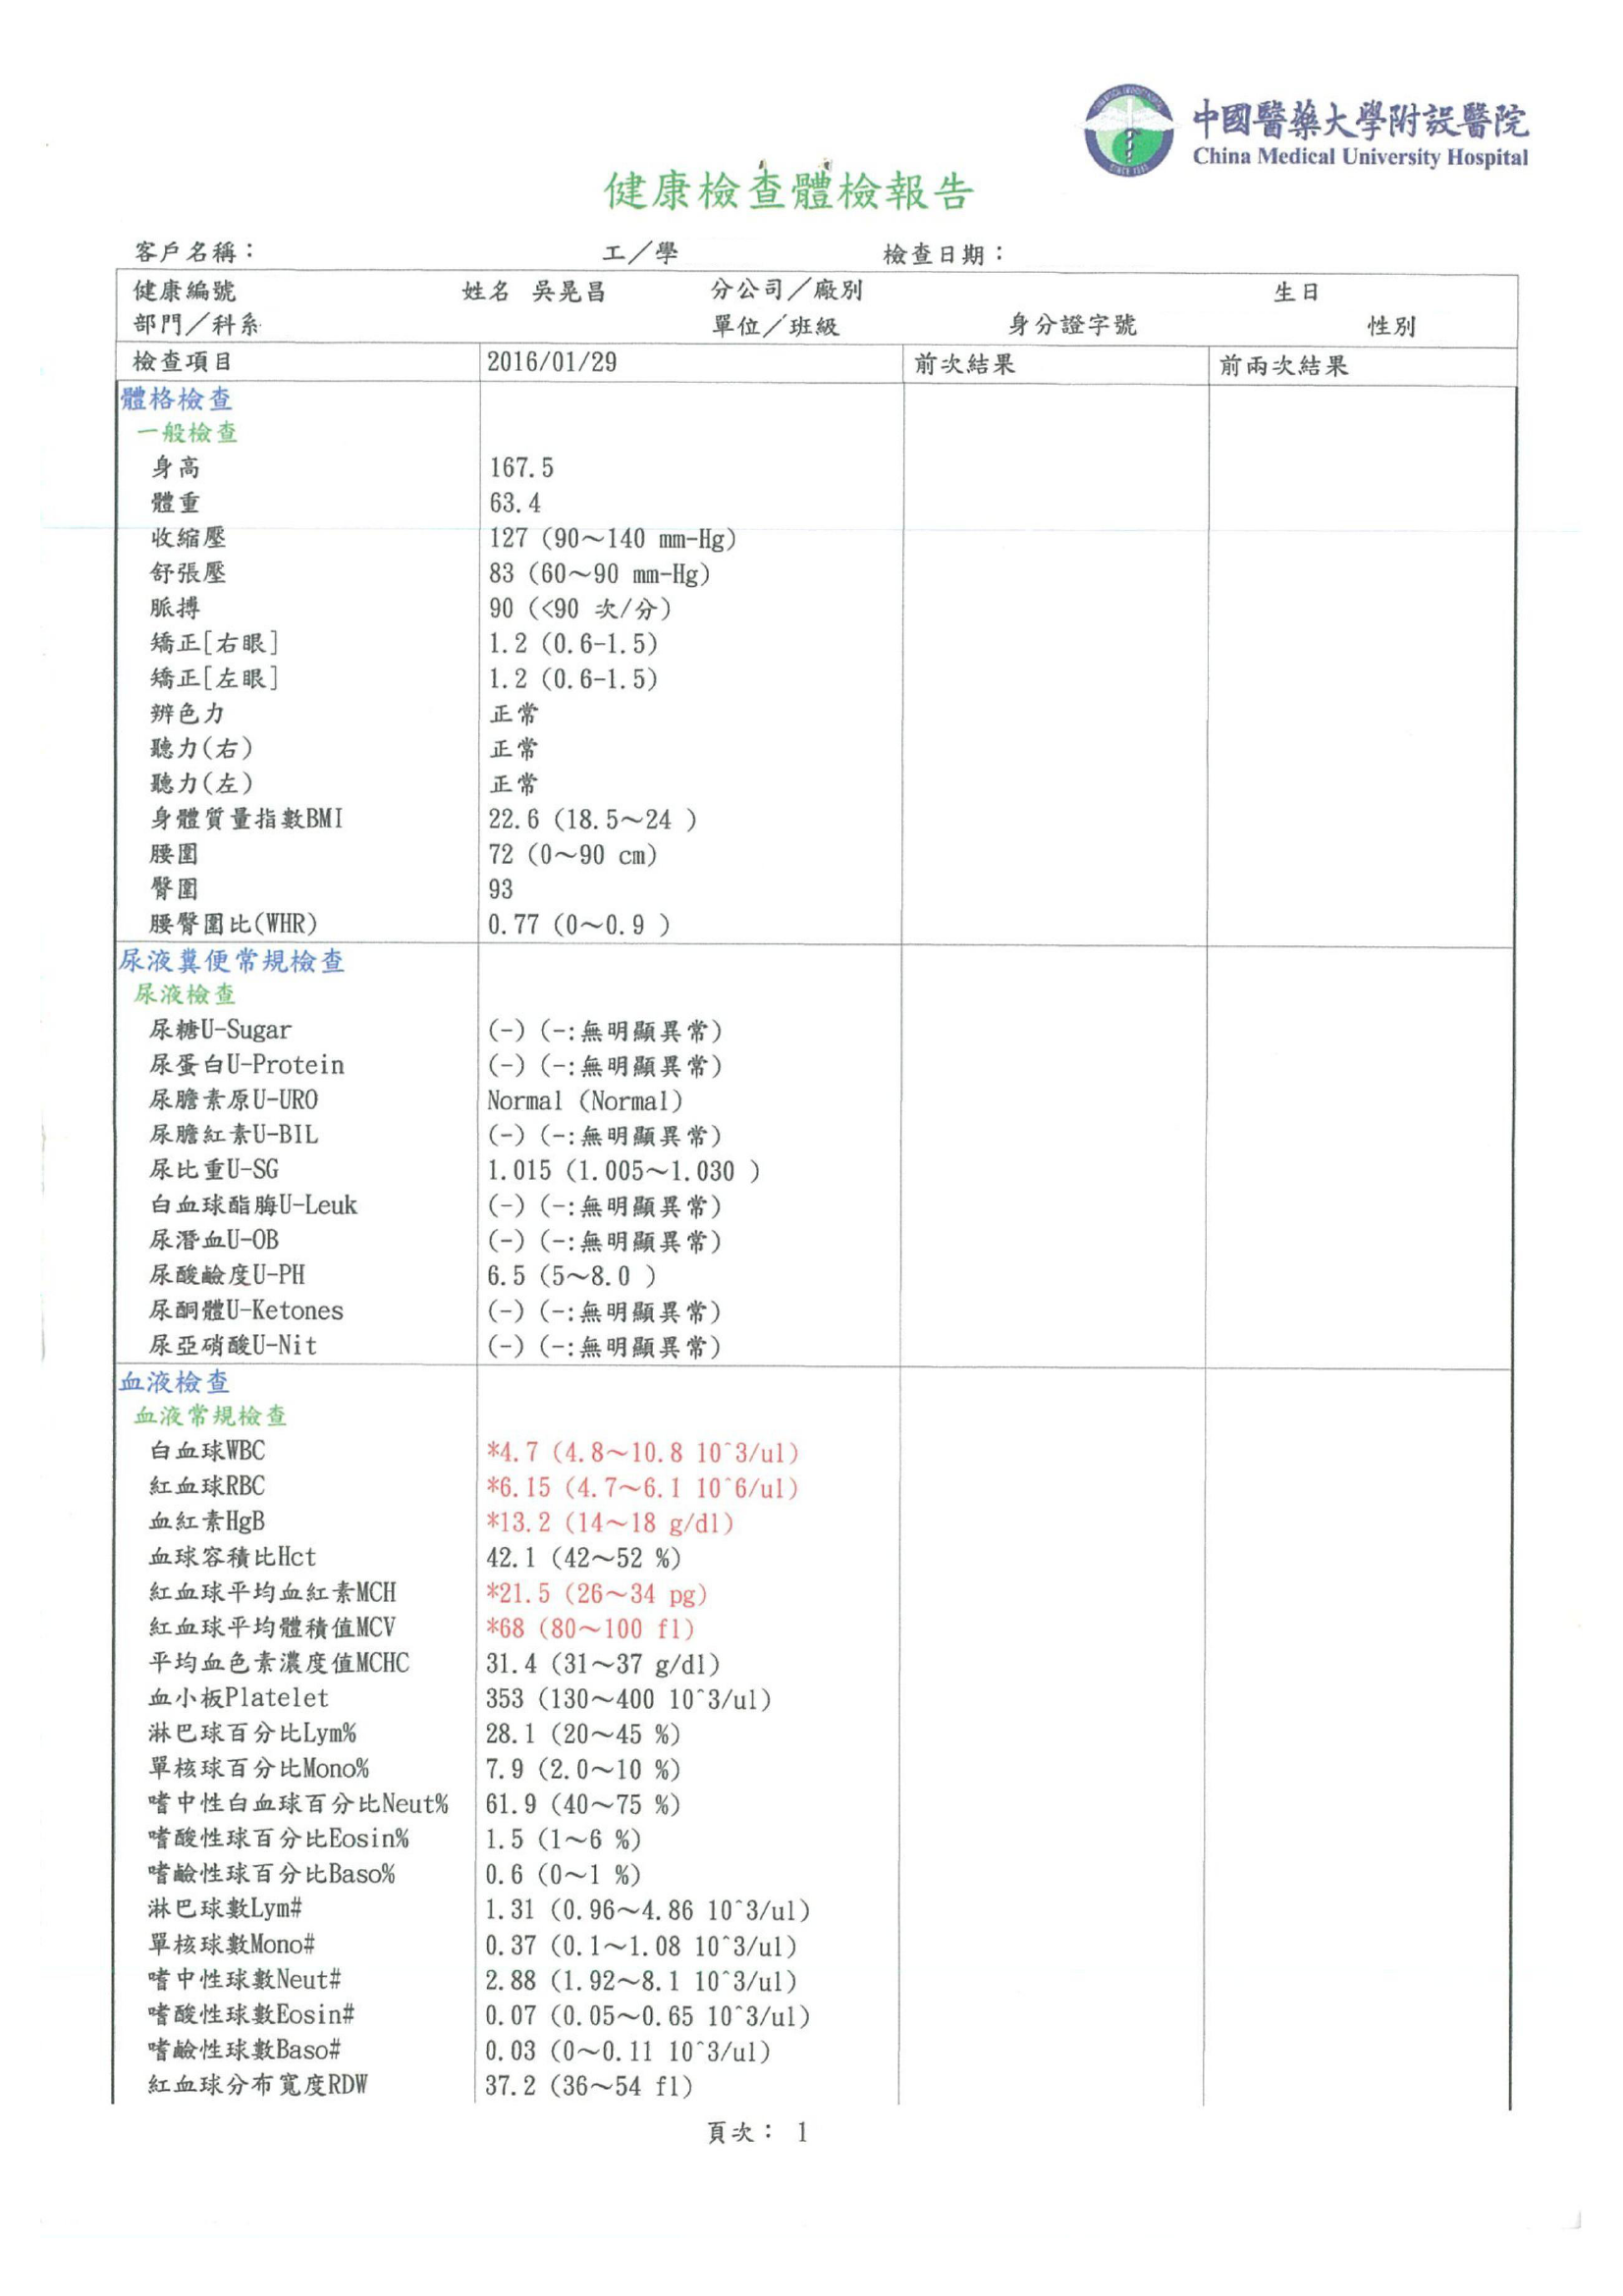 中國醫藥大學附設醫院
China Medical University Hospital
健康檢查體檢報告
客戶名稱： 工／學 檢查日期：
健康編號 姓名 吳晃昌 分公司／廠別 生日
部門／科系 單位／班級 身分證字號 性別
檢查項目 2016/01/29 前次結果 前兩次結果
體格檢查
一般檢查
身高 167.5
體重 63.4
收縮壓 127 (90～140 mm-Hg)
舒張壓 83 (60～90 mm-Hg)
脈搏 90 (<90 次/分)
矯正[右眼] 1.2 (0.6-1.5)
矯正[左眼] 1.2 (0.6-1.5)
辨色力 正常
聽力(右) 正常
聽力(左) 正常
身體質量指數BMI 22.6 (18.5～24 )
腰圍 72 (0～90 cm)
臀圍 93
腰臀圍比(WHR) 0.77 (0～0.9 )
尿液糞便常規檢查
尿液檢查
尿糖U-Sugar (-) (-:無明顯異常)
尿蛋白U-Protein (-) (-:無明顯異常)
尿膽素原U-URO Normal (Normal)
尿膽紅素U-BIL (-) (-:無明顯異常)
尿比重U-SG 1.015 (1.005～1.030 )
白血球酯脢U-Leuk (-) (-:無明顯異常)
尿潛血U-OB (-) (-:無明顯異常)
尿酸鹼度U-PH 6.5 (5～8.0 )
尿酮體U-Ketones (-) (-:無明顯異常)
尿亞硝酸U-Nit (-) (-:無明顯異常)
血液檢查
血液常規檢查
白血球WBC *4.7 (4.8～10.8 10^3/ul)
紅血球RBC *6.15 (4.7～6.1 10^6/ul)
血紅素HgB *13.2 (14～18 g/dl)
血球容積比Hct 42.1 (42～52 %)
紅血球平均血紅素MCH *21.5 (26～34 pg)
紅血球平均體積值MCV *68 (80～100 fl)
平均血色素濃度值MCHC 31.4 (31～37 g/dl)
血小板Platelet 353 (130～400 10^3/ul)
淋巴球百分比Lym% 28.1 (20～45 %)
單核球百分比Mono% 7.9 (2.0～10 %)
嗜中性白血球百分比Neut% 61.9 (40～75 %)
嗜酸性球百分比Eosin% 1.5 (1～6 %)
嗜鹼性球百分比Baso% 0.6 (0～1 %)
淋巴球數Lym# 1.31 (0.96～4.86 10^3/ul)
單核球數Mono# 0.37 (0.1～1.08 10^3/ul)
嗜中性球數Neut# 2.88 (1.92～8.1 10^3/ul)
嗜酸性球數Eosin# 0.07 (0.05～0.65 10^3/ul)
嗜鹼性球數Baso# 0.03 (0～0.11 10^3/ul)
紅血球分布寬度RDW 37.2 (36～54 fl)
頁次： 1